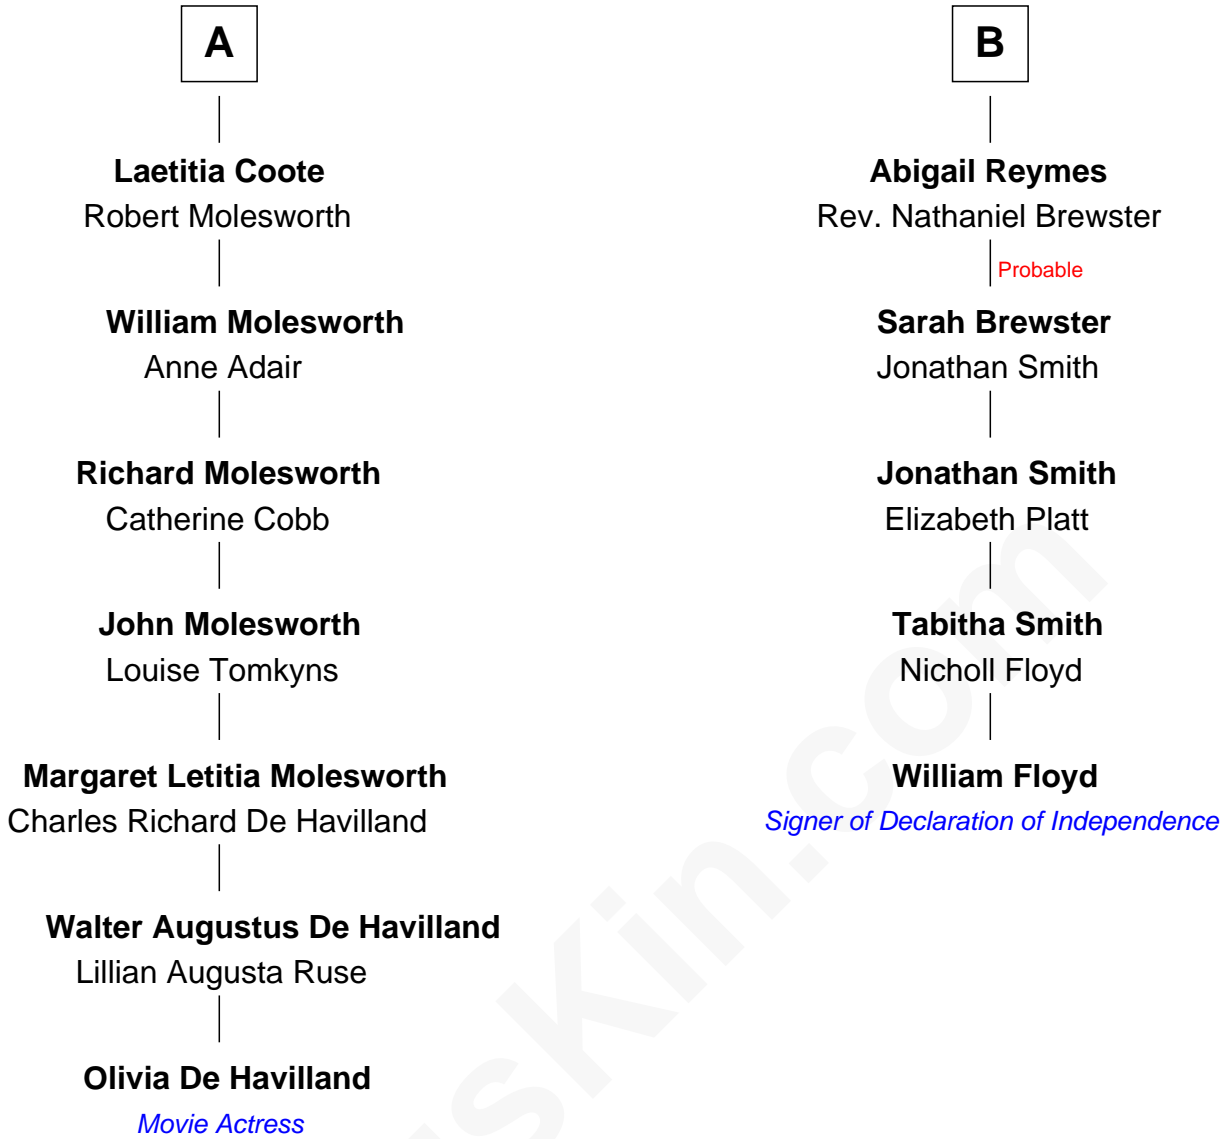 A
Laetitia Coote
Robert Molesworth
William Molesworth
Anne Adair
Richard Molesworth
Catherine Cobb
John Molesworth
Louise Tomkyns
Margaret Letitia Molesworth
Charles Richard De Havilland
Walter Augustus De Havilland
Lillian Augusta Ruse
Olivia De Havilland
Movie Actress
B
Abigail Reymes
Rev. Nathaniel Brewster
Probable
Sarah Brewster
Jonathan Smith
Jonathan Smith
Elizabeth Platt
Tabitha Smith
Nicholl Floyd
William Floyd
Signer of Declaration of Independence
usKin.com